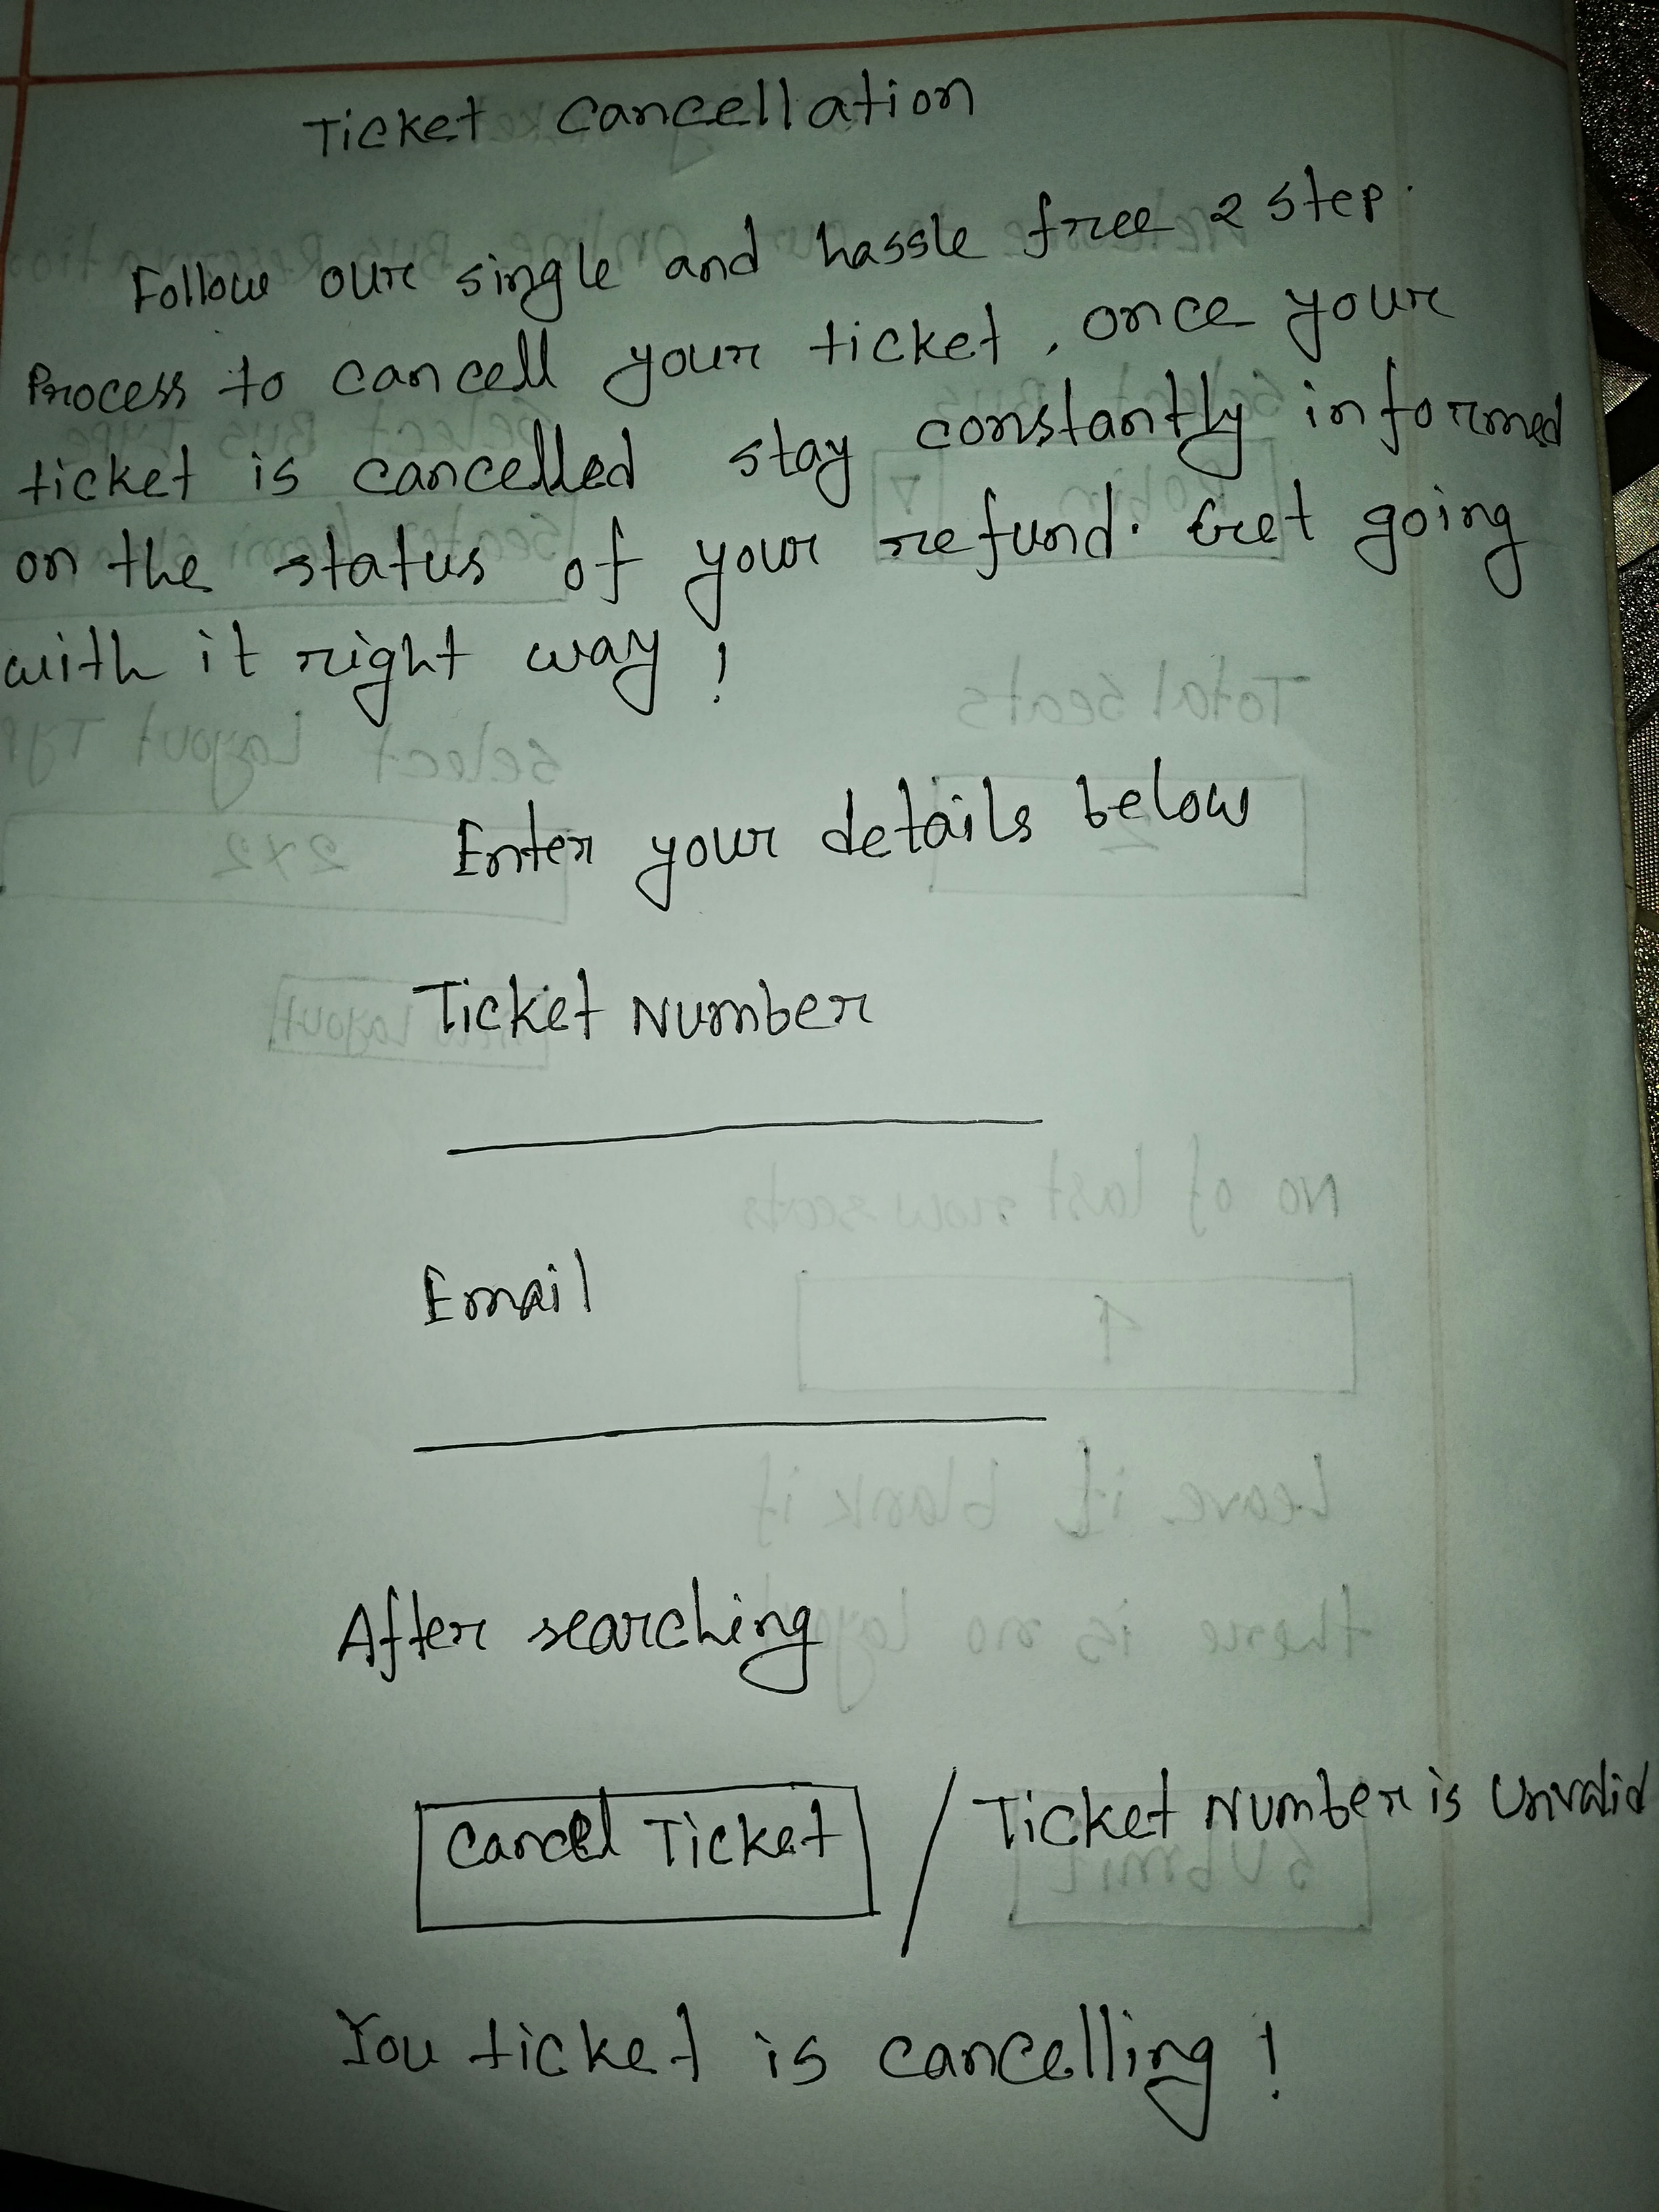 Ticket Cancellation
Follow our single and hassle free 2 step
Process to cancell your ticket, once your
ticket is cancelled stay constantly informed
on the status of your refund. Get going
with it right way!
Enter your details below
Ticket Number
Email
After searching
Cancel Ticket / Ticket Number is Unvalid
You ticket is cancelling!